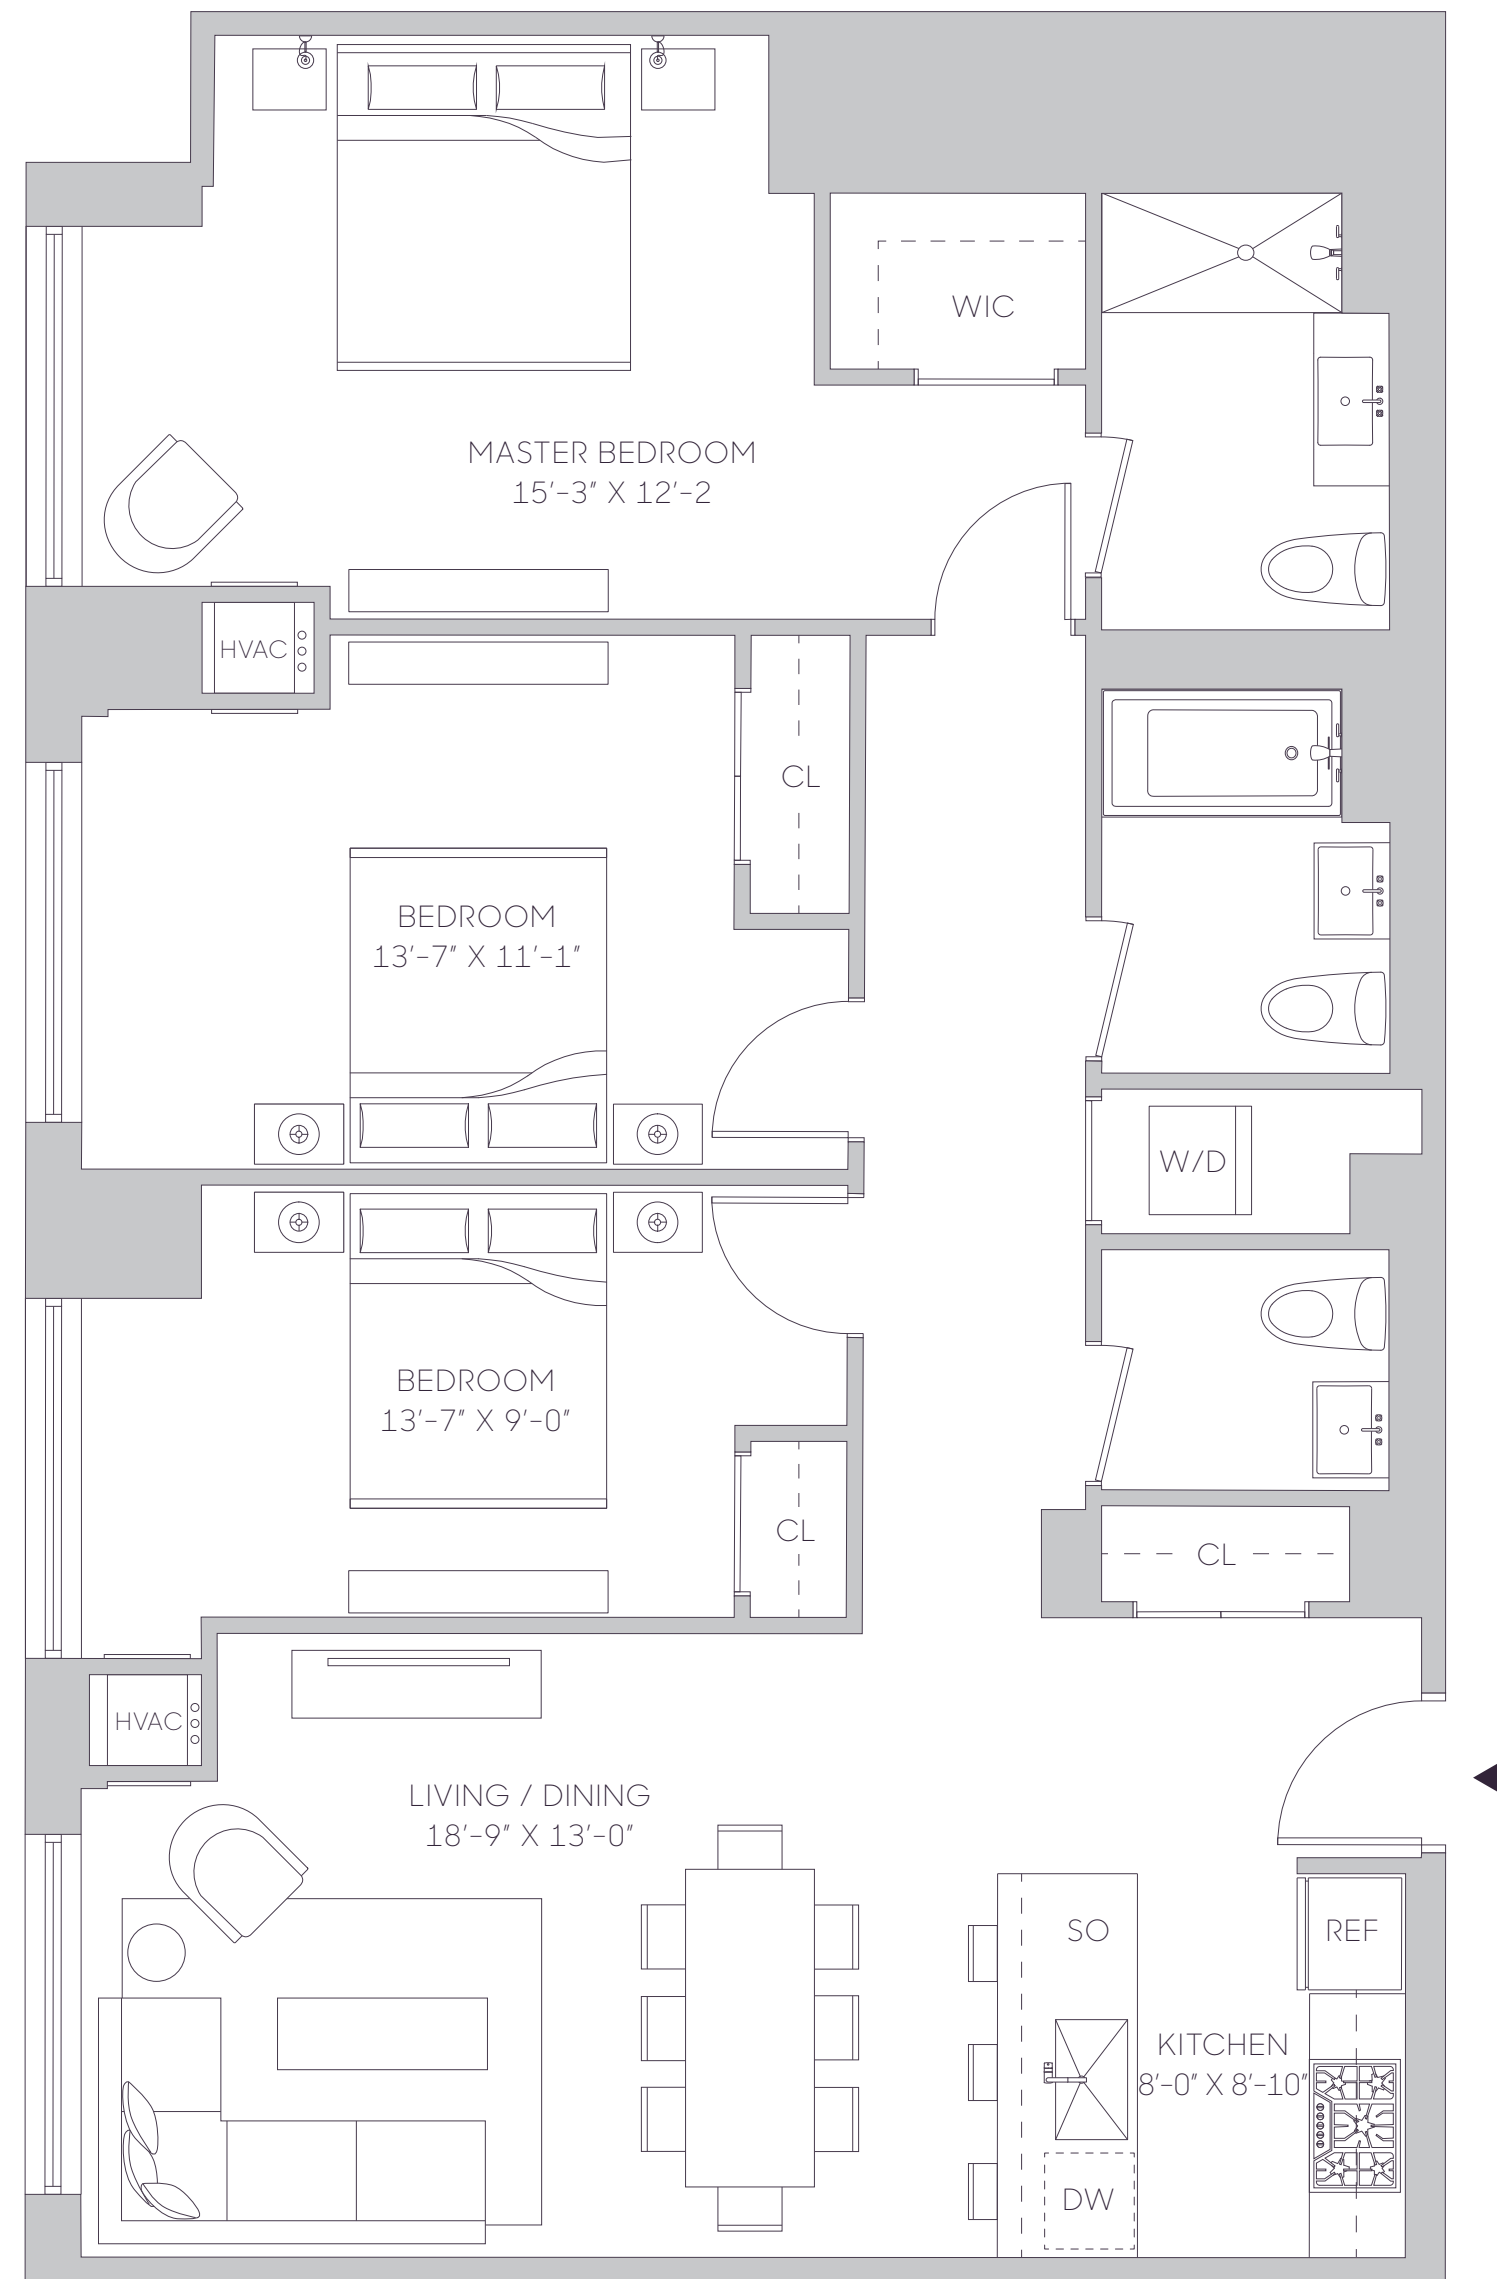 WIC
MASTER BEDROOM
15'-3" X 12'-2
HVAC
CL
BEDROOM
13'-7" X 11'-1"
W/D
BEDROOM
13'-7" X 9'-0"
CL
CL
HVAC
LIVING / DINING
18'-9" X 13'-0"
SO
REF
KITCHEN
8'-0" X 8'-10"
DW